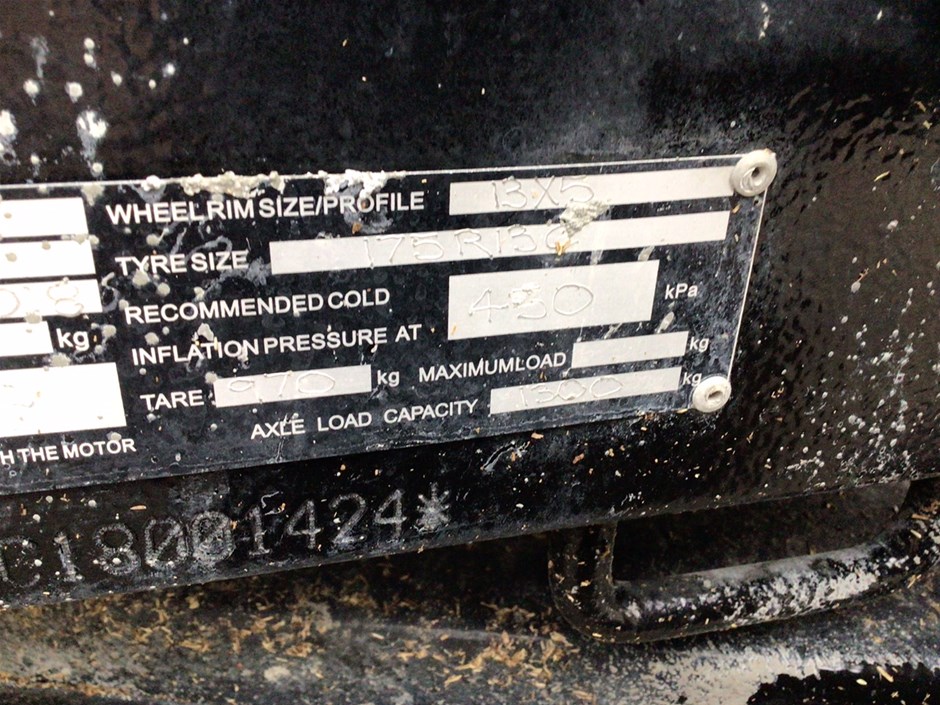 WHEELRIM SIZE/PROFILE 13X5
TYRE SIZE 175R13C
RECOMMENDED COLD
INFLATION PRESSURE AT 450 kPa
kg
TARE 970 kg MAXIMUMLOAD kg
AXLE LOAD CAPACITY 1300 kg
H THE MOTOR
C18001424*